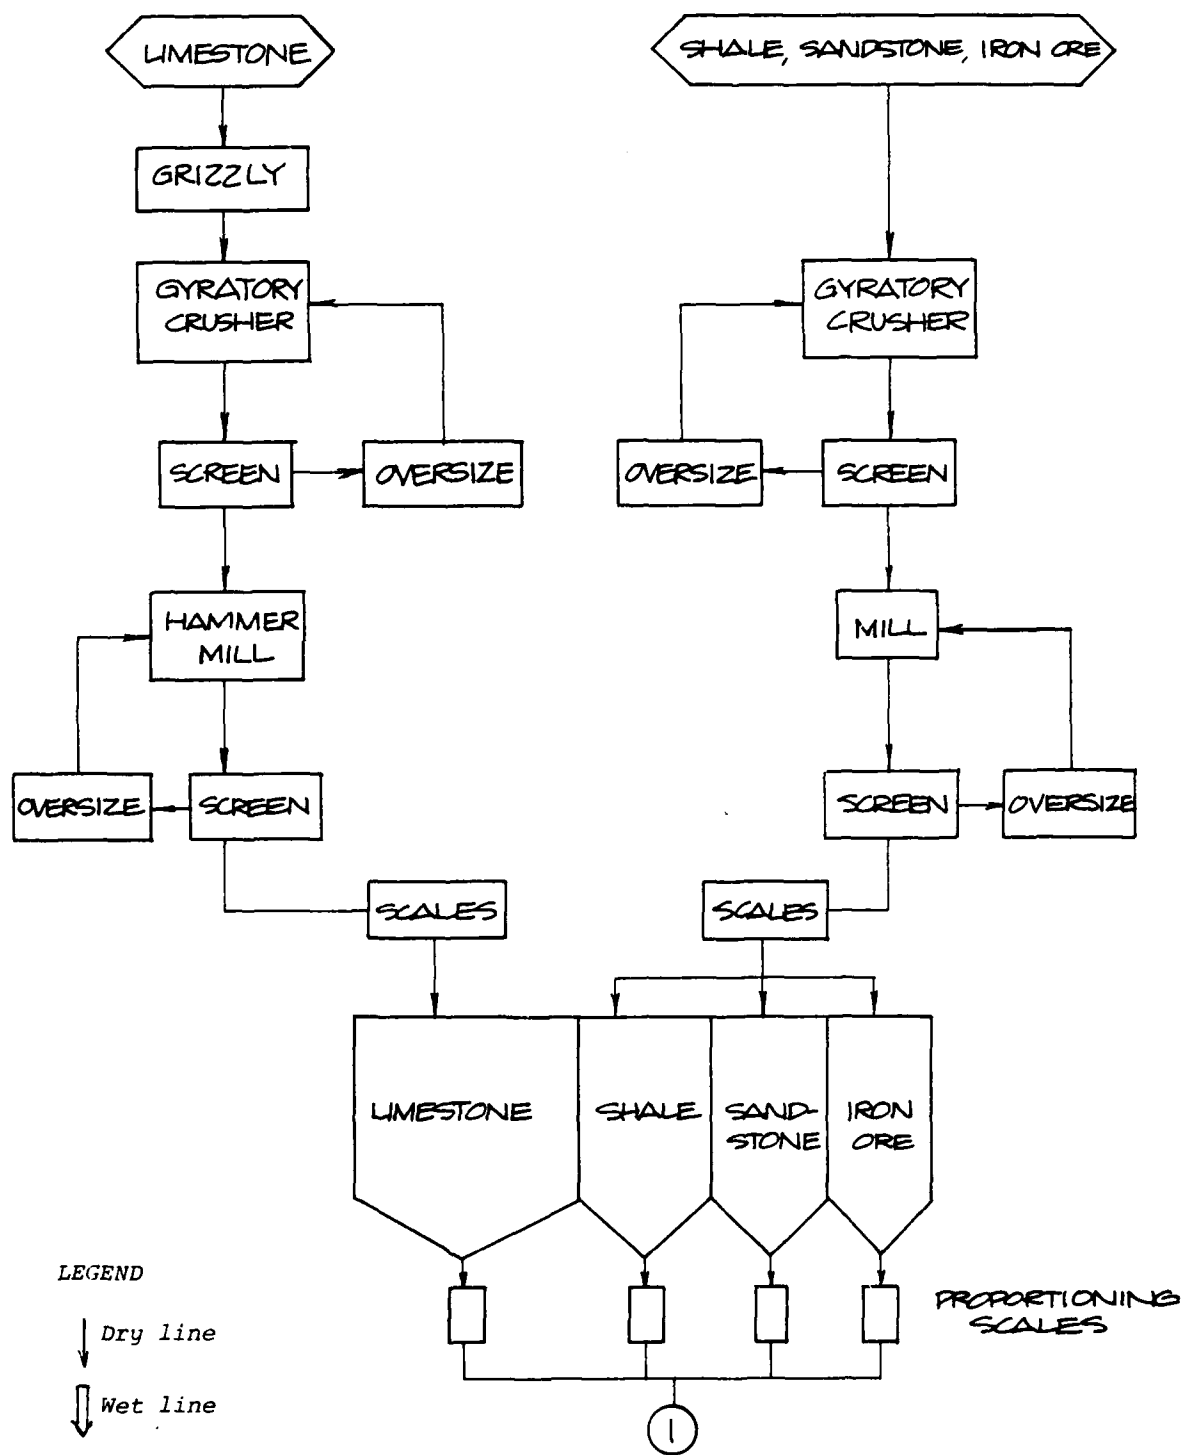 LIMESTONE
SHALE, SANDSTONE, IRON ORE
GRIZZLY
GYRATORY
CRUSHER
GYRATORY
CRUSHER
SCREEN
OVERSIZE
OVERSIZE
SCREEN
HAMMER
MILL
MILL
OVERSIZE
SCREEN
SCREEN
OVERSIZE
SCALES
SCALES
LIMESTONE
SHALE
SAND-
STONE
IRON
ORE
PROPORTIONING
SCALES
LEGEND
Dry line
Wet line
1